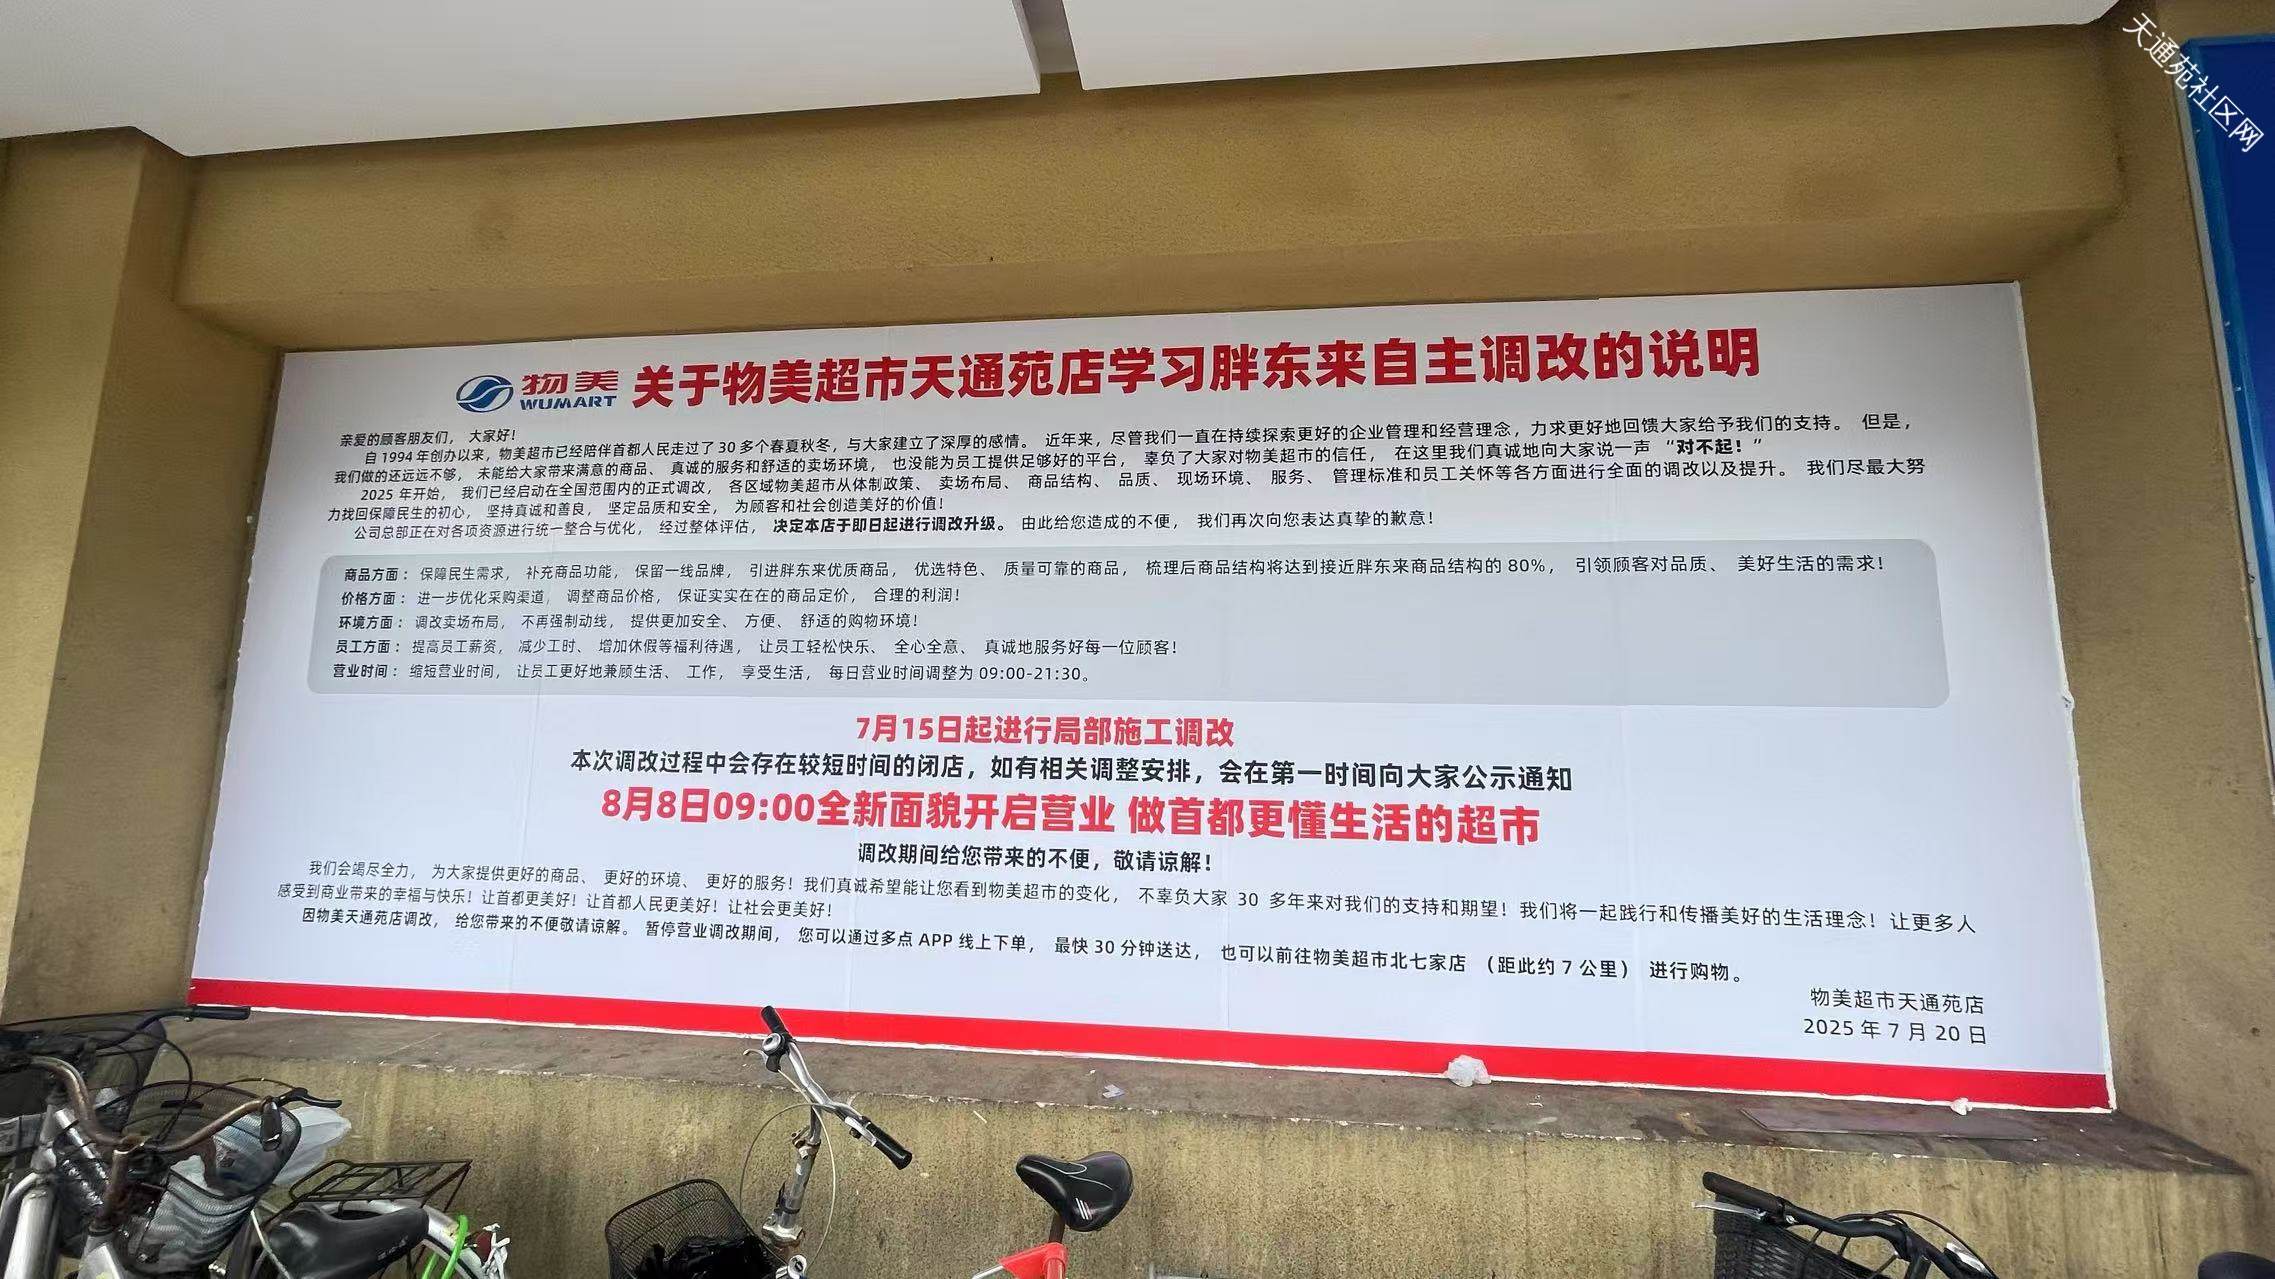 天通苑社区网
物美
WUMART
关于物美超市天通苑店学习胖东来自主调改的说明
亲爱的顾客朋友们，大家好！
自1994年创办以来，物美超市已经陪伴首都人民走过了30多个春夏秋冬，与大家建立了深厚的感情。近年来，尽管我们一直在持续探索更好的企业管理和经营理念，力求更好地回馈大家给予我们的支持。但是，
我们做的还远远不够，未能给大家带来满意的商品、真诚的服务和舒适的卖场环境，也没能为员工提供足够好的平台，辜负了大家对物美超市的信任，在这里我们真诚地向大家说一声“对不起！”
2025年开始，我们已经启动在全国范围内的正式调改，各区域物美超市从体制政策、卖场布局、商品结构、品质、现场环境、服务、管理标准和员工关怀等各方面进行全面的调改以及提升。我们尽最大努
力找回保障民生的初心，坚持真诚和善良，坚定品质和安全，为顾客和社会创造美好的价值！
公司总部正在对各项资源进行统一整合与优化，经过整体评估，决定本店于即日起进行调改升级。由此给您造成的不便，我们再次向您表达真挚的歉意！
商品方面：保障民生需求，补充商品功能，保留一线品牌，引进胖东来优质商品，优选特色、质量可靠的商品，梳理后商品结构将达到接近胖东来商品结构的80%，引领顾客对品质、美好生活的需求！
价格方面：进一步优化采购渠道，调整商品价格，保证实实在在的商品定价，合理的利润！
环境方面：调改卖场布局，不再强制动线，提供更加安全、方便、舒适的购物环境！
员工方面：提高员工薪资，减少工时、增加休假等福利待遇，让员工轻松快乐、全心全意、真诚地服务好每一位顾客！
营业时间：缩短营业时间，让员工更好地兼顾生活、工作，享受生活，每日营业时间调整为09:00-21:30。
7月15日起进行局部施工调改
本次调改过程中会存在较短时间的闭店，如有相关调整安排，会在第一时间向大家公示通知
8月8日09:00全新面貌开启营业 做首都更懂生活的超市
调改期间给您带来的不便，敬请谅解！
我们会竭尽全力，为大家提供更好的商品、更好的环境、更好的服务！我们真诚希望能让您看到物美超市的变化，不辜负大家30多年来对我们的支持和期望！我们将一起践行和传播美好的生活理念！让更多人
感受到商业带来的幸福与快乐！让首都更美好！让首都人民更美好！让社会更美好！
因物美天通苑店调改，给您带来的不便敬请谅解。暂停营业调改期间，您可以通过多点APP线上下单，最快30分钟送达，也可以前往物美超市北七家店（距此约7公里）进行购物。
物美超市天通苑店
2025年7月20日